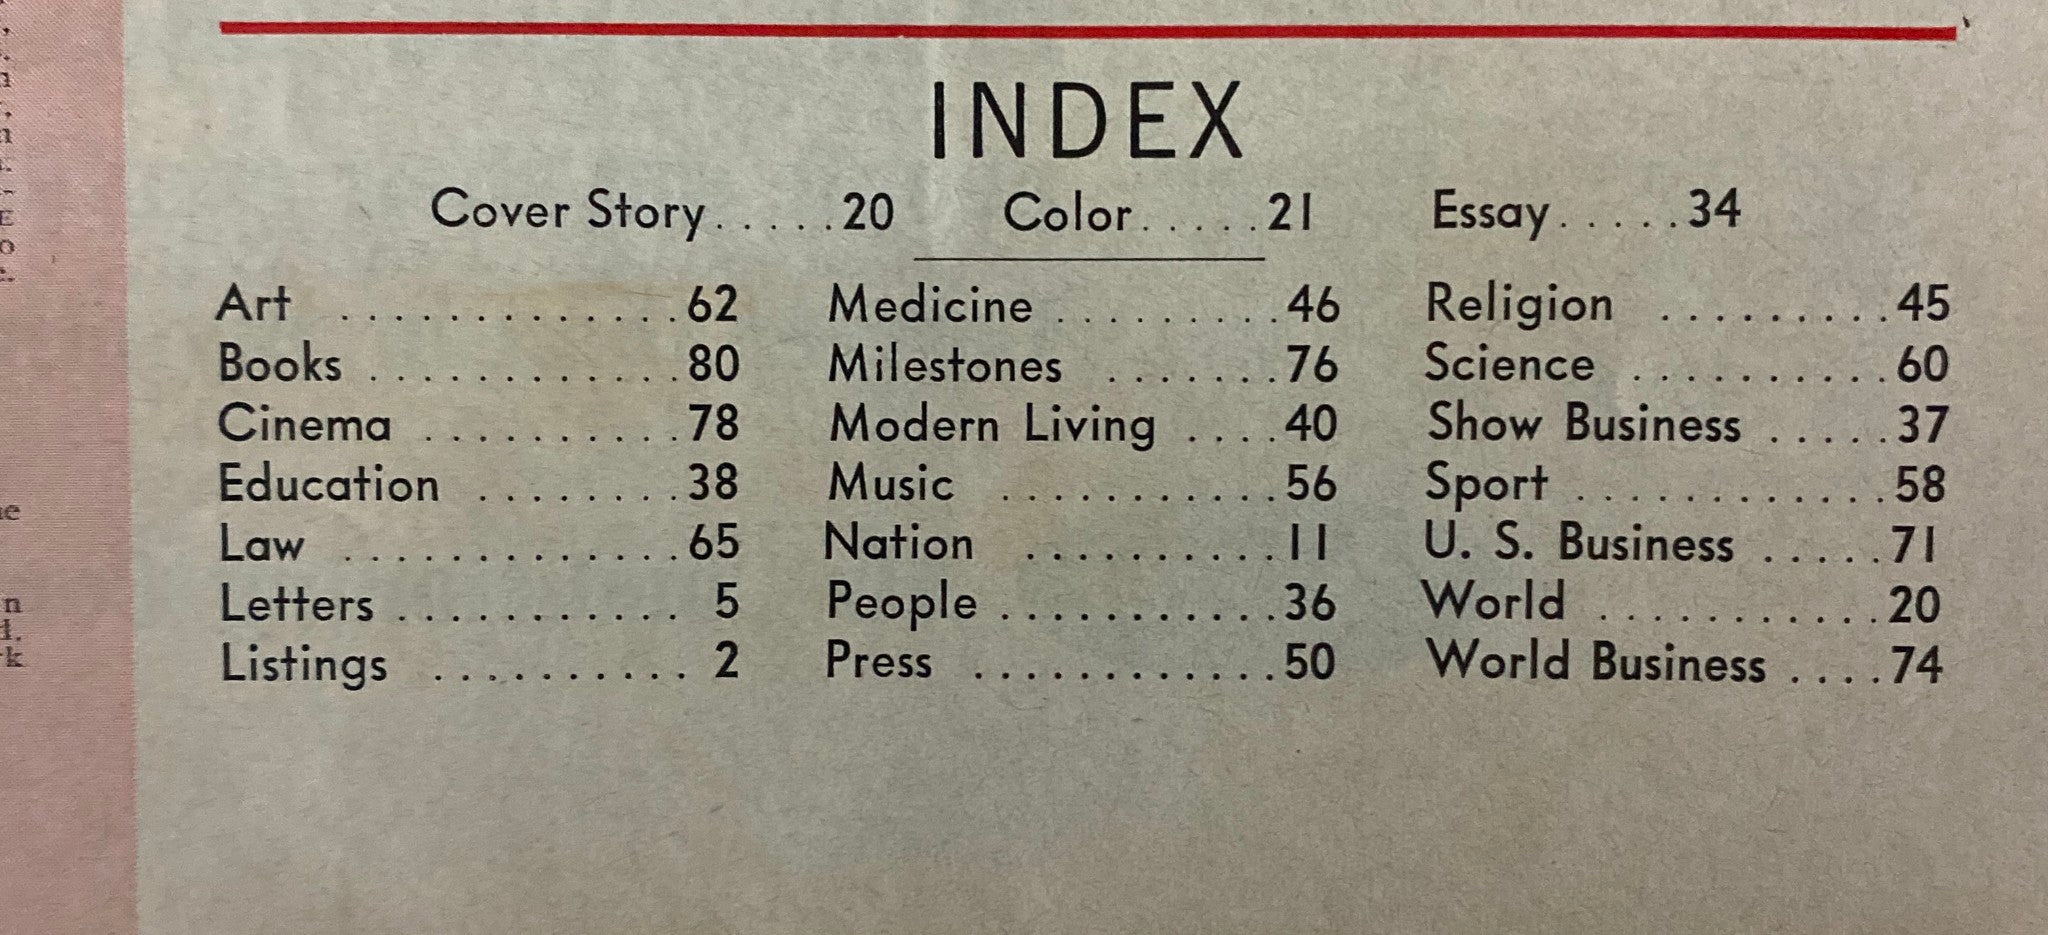 INDEX
Cover Story.....20 Color.....21 Essay.....34
Art .............62
Books ............80
Cinema ..........78
Education ........38
Law .............65
Letters ........... 5
Listings .......... 2
Medicine .........46
Milestones .......76
Modern Living ....40
Music ...........56
Nation ..........11
People ...........36
Press ............50
Religion .........45
Science ..........60
Show Business .....37
Sport ............58
U. S. Business .....71
World ...........20
World Business ....74